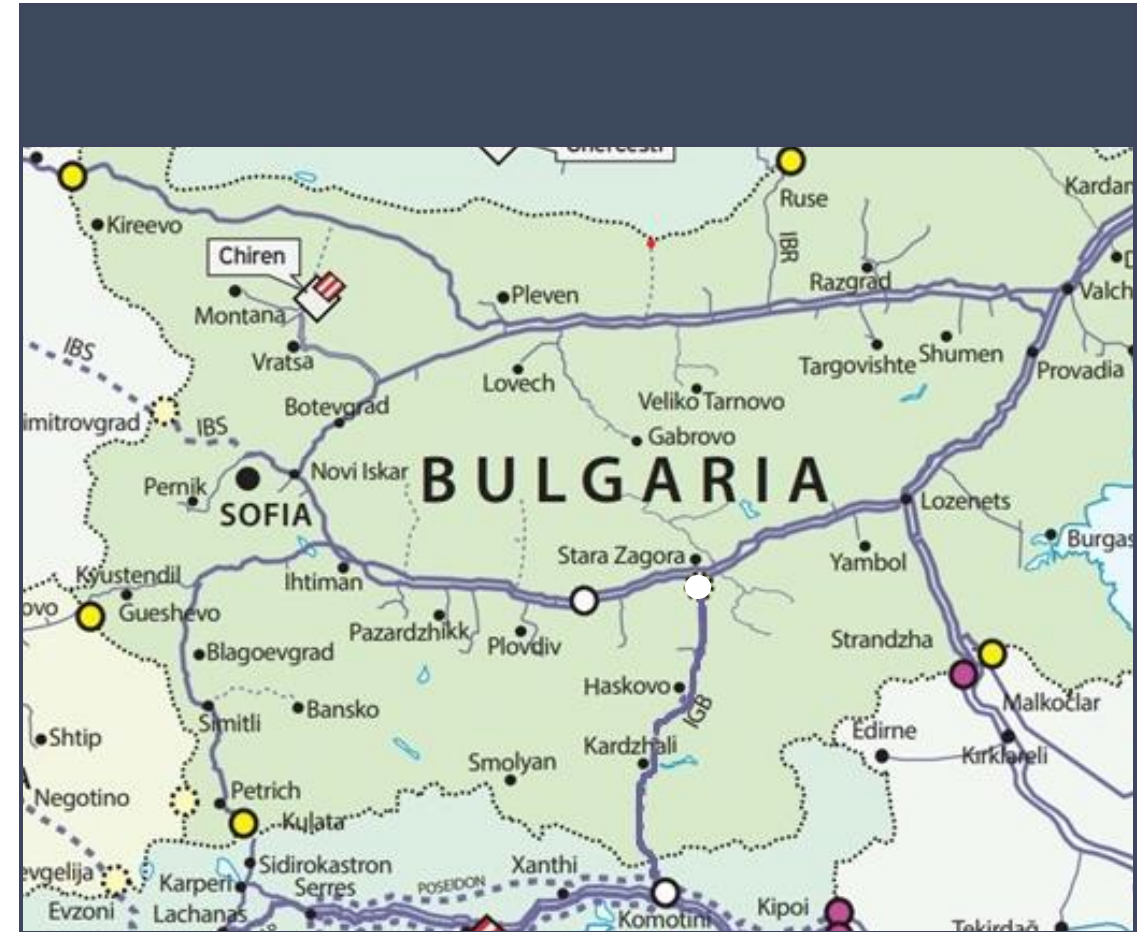 Ruse
Kardam
Kireevo
IBR
Chiren
Razgrad
Montana
Pleven
Valch
Vratsa
IBS
Lovech
Targovishte
Shumen
Provadia
Veliko Tarnovo
Botevgrad
imitrovgrad
IBS
Gabrovo
Novi Iskar
BULGARIA
Pernik
SOFIA
Lozenets
Burgas
Stara Zagora
Yambol
Ihtiman
Kyustendil
ovo
Gueshevo
Pazardzhikk
Plovdiv
Strandzha
Blagoevgrad
Haskovo
IGB
Malkoclar
Simitli
Bansko
Edirne
Kirklareli
Shtip
Kardzhali
Smolyan
Negotino
Petrich
Kulata
Sidirokastron
evgelija
Karperi
Serres
Xanthi
POSEIDON
Evzoni
Lachanas
Komotini
Kipoi
Tekirdağ